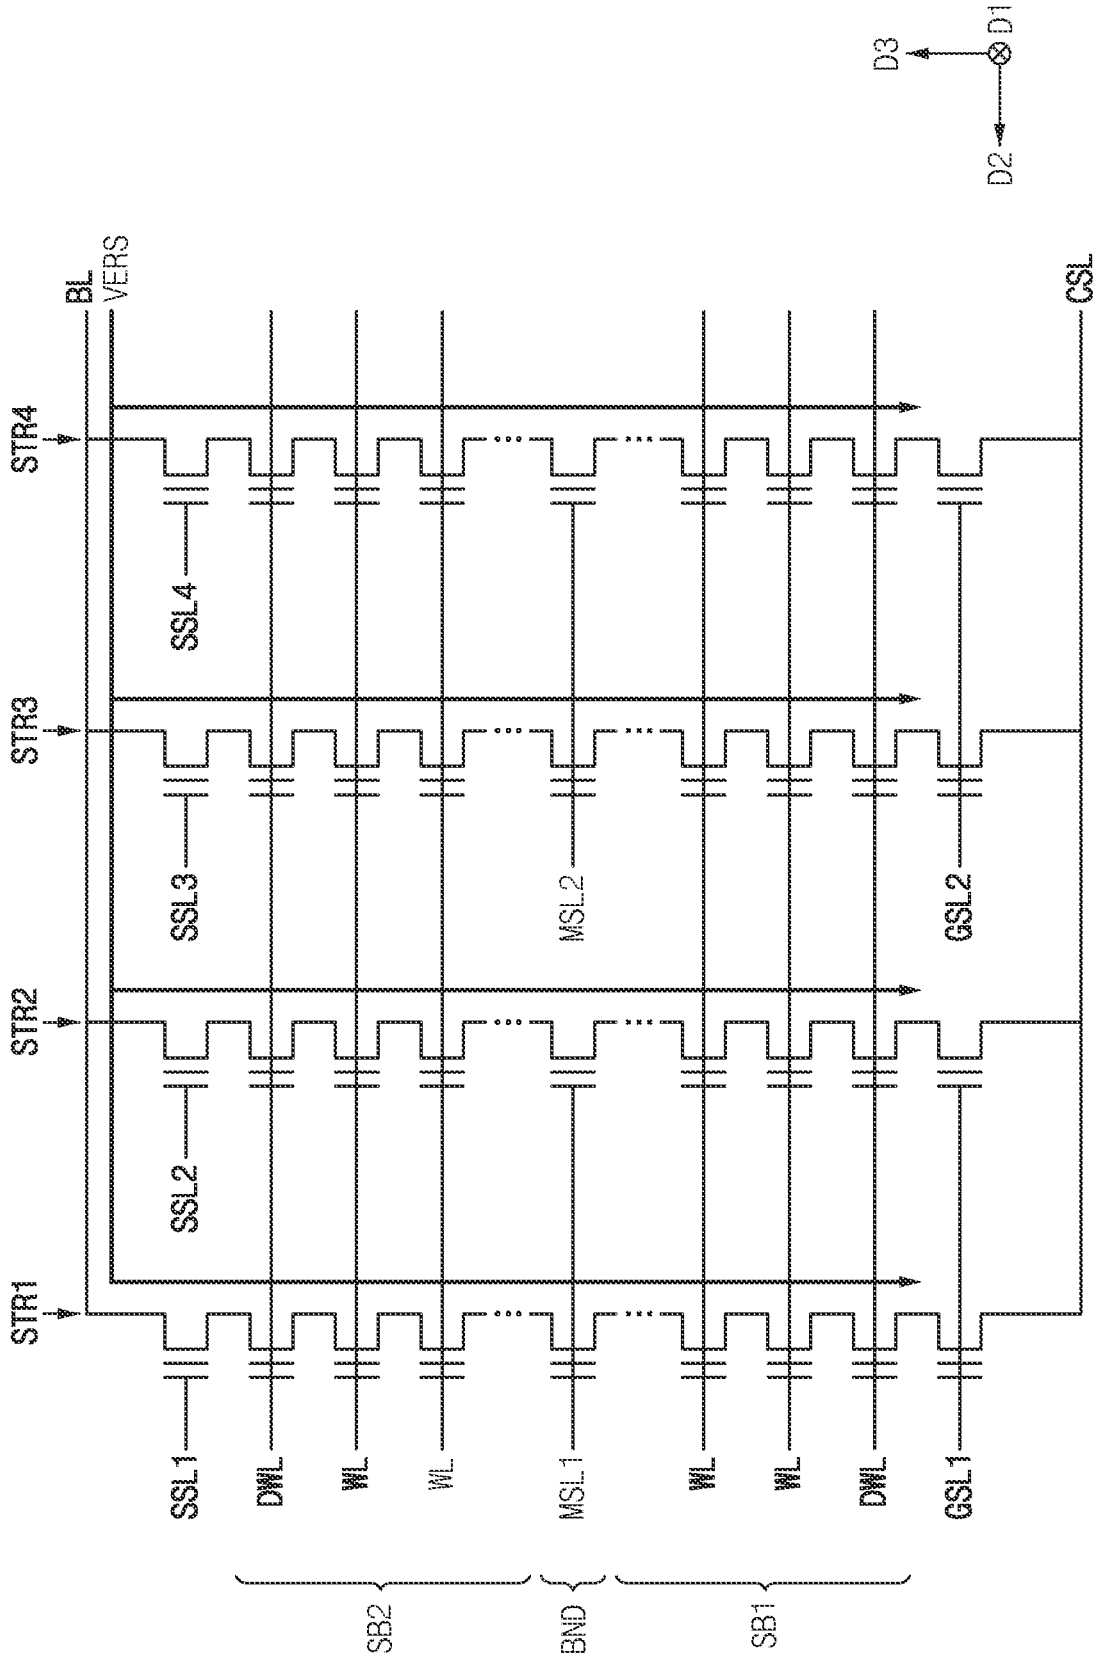 STR1
STR2
STR3
STR4
BL
VERS
SSL1
SSL2
SSL3
SSL4
DWL
WL
SB2
WL
BND
MSL1
MSL2
WL
SB1
WL
DWL
D3
GSL1
GSL2
D2
D1
CSL